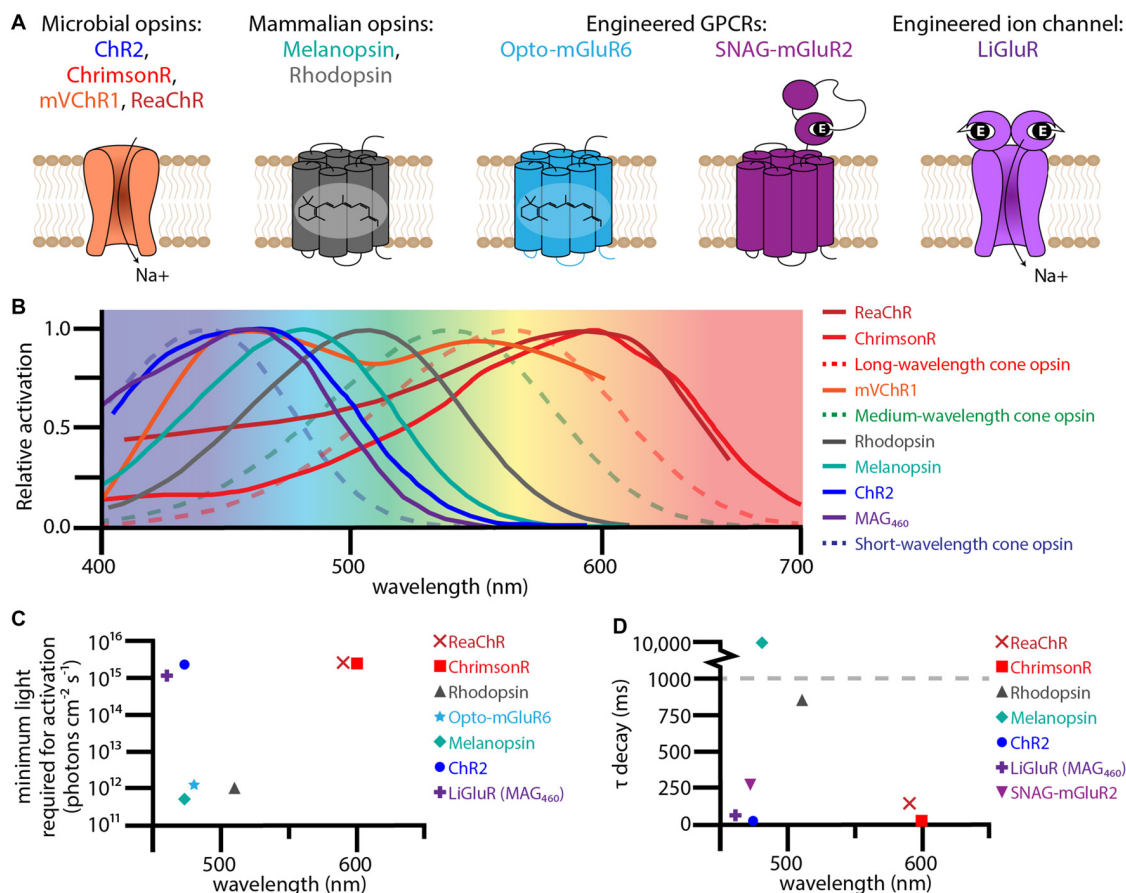 A
Microbial opsins:
ChR2,
ChrimsonR,
mVChR1, ReaChR
Mammalian opsins:
Melanopsin,
Rhodopsin
Engineered GPCRs:
Opto-mGluR6
SNAG-mGluR2
Engineered ion channel:
LiGluR
E
E
E
Na+
Na+
B
Relative activation
1.0
0.5
0.0
400
500
600
700
wavelength (nm)
ReaChR
ChrimsonR
Long-wavelength cone opsin
mVChR1
Medium-wavelength cone opsin
Rhodopsin
Melanopsin
ChR2
MAG₄₆₀
Short-wavelength cone opsin
C
minimum light
required for activation
(photons cm⁻² s⁻¹)
10¹⁶
10¹⁵
10¹⁴
10¹³
10¹²
10¹¹
500
600
wavelength (nm)
ReaChR
ChrimsonR
Rhodopsin
Opto-mGluR6
Melanopsin
ChR2
LiGluR (MAG₄₆₀)
D
τ decay (ms)
10,000
1000
750
500
250
0
500
600
wavelength (nm)
ReaChR
ChrimsonR
Rhodopsin
Melanopsin
ChR2
LiGluR (MAG₄₆₀)
SNAG-mGluR2